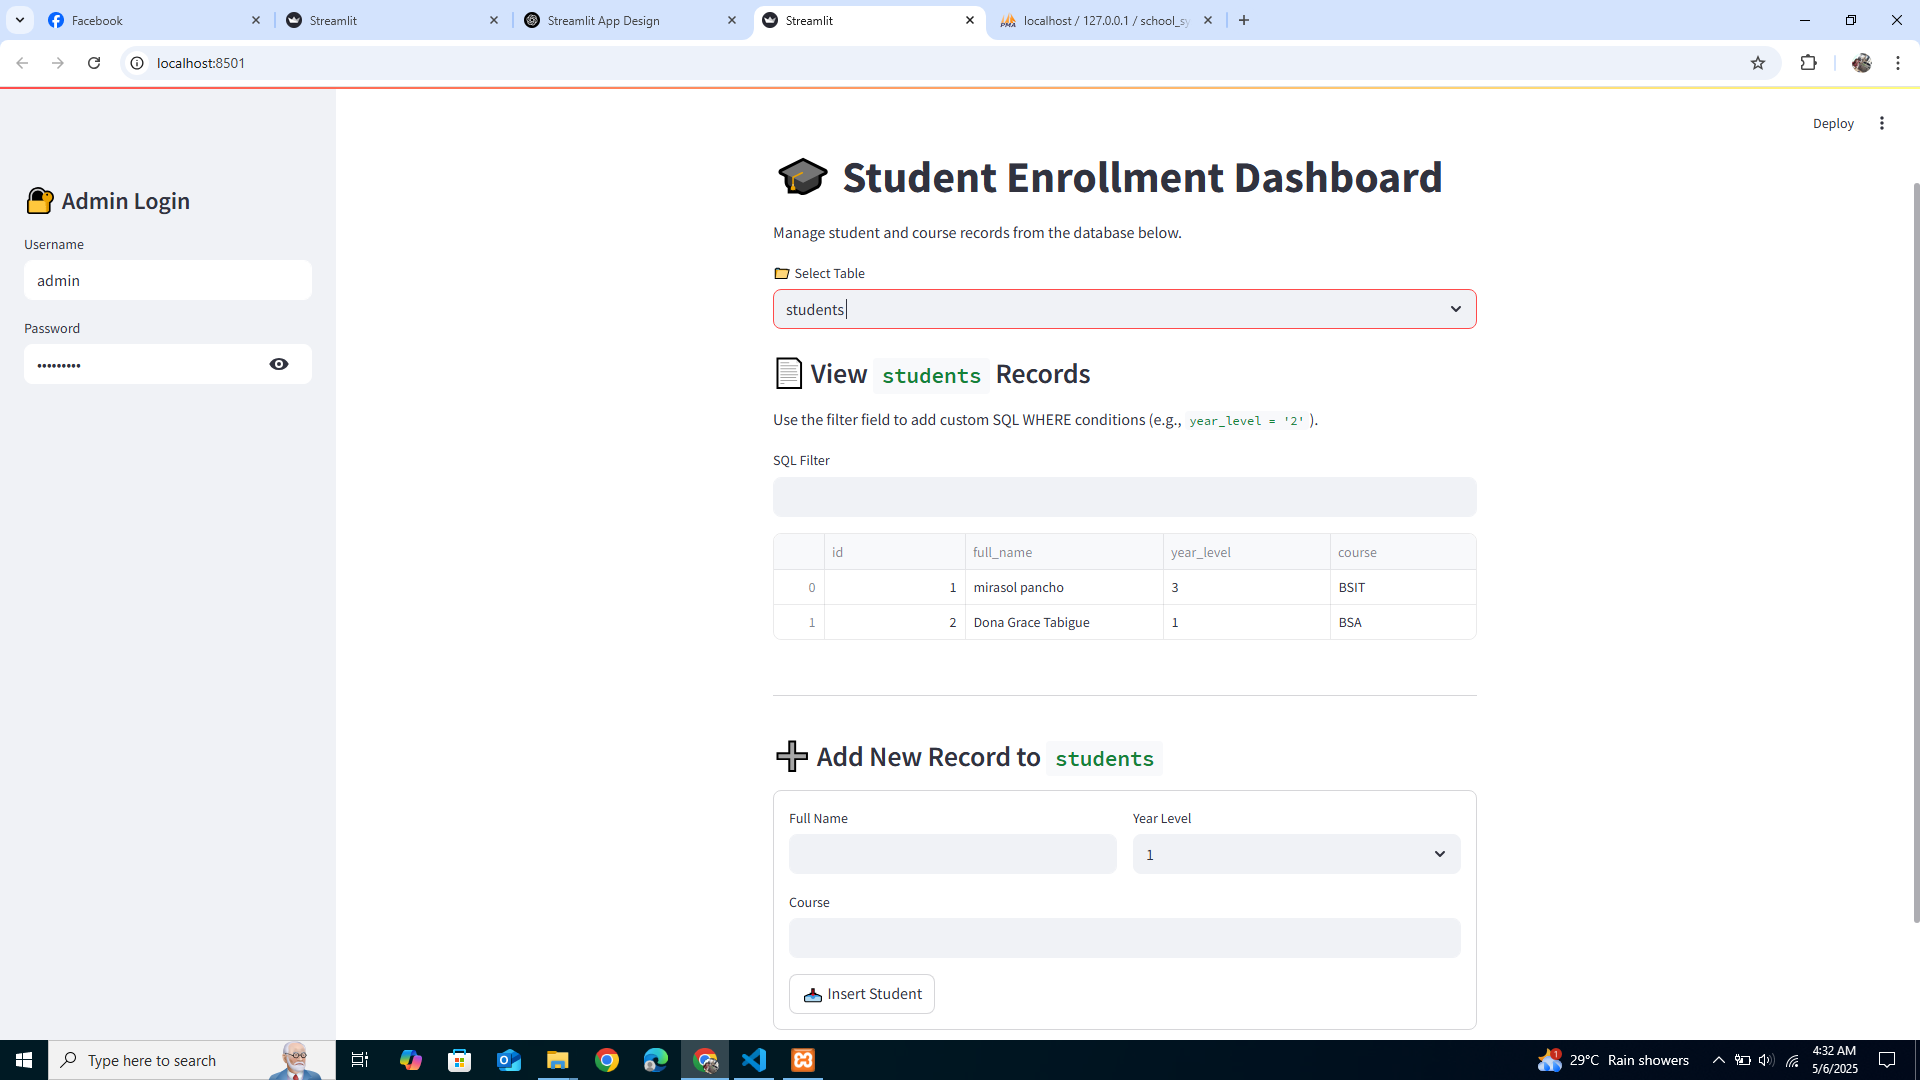 Facebook
Streamlit
Streamlit App Design
Streamlit
localhost / 127.0.0.1 / school_sy
localhost:8501
Deploy
Admin Login
Username
admin
Password
•••••••••
Student Enrollment Dashboard
Manage student and course records from the database below.
Select Table
students
View students Records
Use the filter field to add custom SQL WHERE conditions (e.g., year_level = '2' ).
SQL Filter
id full_name year_level course
0 1 mirasol pancho 3 BSIT
1 2 Dona Grace Tabigue 1 BSA
Add New Record to students
Full Name
Year Level
1
Course
Insert Student
Type here to search
1
29°C Rain showers
4:32 AM
5/6/2025